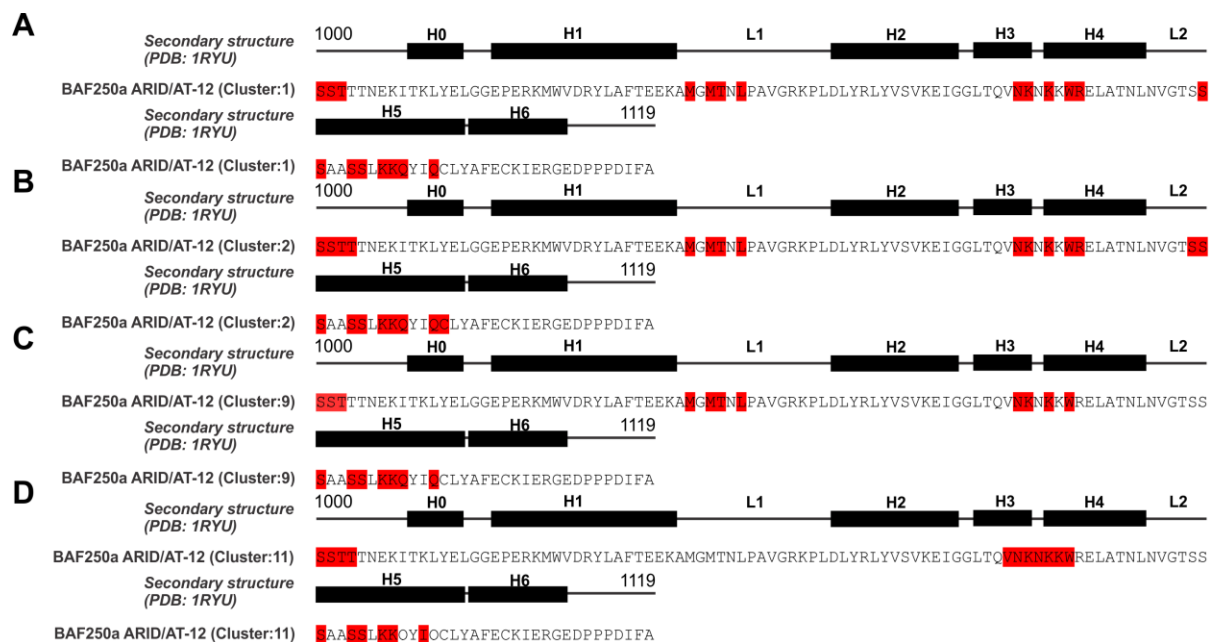 A
1000 H0 H1 L1 H2 H3 H4 L2
Secondary structure
(PDB: 1RYU)
BAF250a ARID/AT-12 (Cluster:1) SSTTTNEKITKLYELGGEPERKMWVDRYLAFTEEKAMGMTNLPAVGRKPLDLYRLYVSVKEIGGLTQVNKNKKWRELATNLNVGTSS
Secondary structure
(PDB: 1RYU)
H5 H6 1119
BAF250a ARID/AT-12 (Cluster:1) SAASSLKKQYIQCLYAFECKIERGEDPPPDIFA
B
1000 H0 H1 L1 H2 H3 H4 L2
Secondary structure
(PDB: 1RYU)
BAF250a ARID/AT-12 (Cluster:2) SSTTTNEKITKLYELGGEPERKMWVDRYLAFTEEKAMGMTNLPAVGRKPLDLYRLYVSVKEIGGLTQVNKNKKWRELATNLNVGTSS
Secondary structure
(PDB: 1RYU)
H5 H6 1119
BAF250a ARID/AT-12 (Cluster:2) SAASSLKKQYIQCLYAFECKIERGEDPPPDIFA
C
1000 H0 H1 L1 H2 H3 H4 L2
Secondary structure
(PDB: 1RYU)
BAF250a ARID/AT-12 (Cluster:9) SSTTTNEKITKLYELGGEPERKMWVDRYLAFTEEKAMGMTNLPAVGRKPLDLYRLYVSVKEIGGLTQVNKNKKWRELATNLNVGTSS
Secondary structure
(PDB: 1RYU)
H5 H6 1119
BAF250a ARID/AT-12 (Cluster:9) SAASSLKKQYIQCLYAFECKIERGEDPPPDIFA
D
1000 H0 H1 L1 H2 H3 H4 L2
Secondary structure
(PDB: 1RYU)
BAF250a ARID/AT-12 (Cluster:11) SSTTTNEKITKLYELGGEPERKMWVDRYLAFTEEKAMGMTNLPAVGRKPLDLYRLYVSVKEIGGLTQVNKNKKWRELATNLNVGTSS
Secondary structure
(PDB: 1RYU)
H5 H6 1119
BAF250a ARID/AT-12 (Cluster:11) SAASSLKKQYIQCLYAFECKIERGEDPPPDIFA